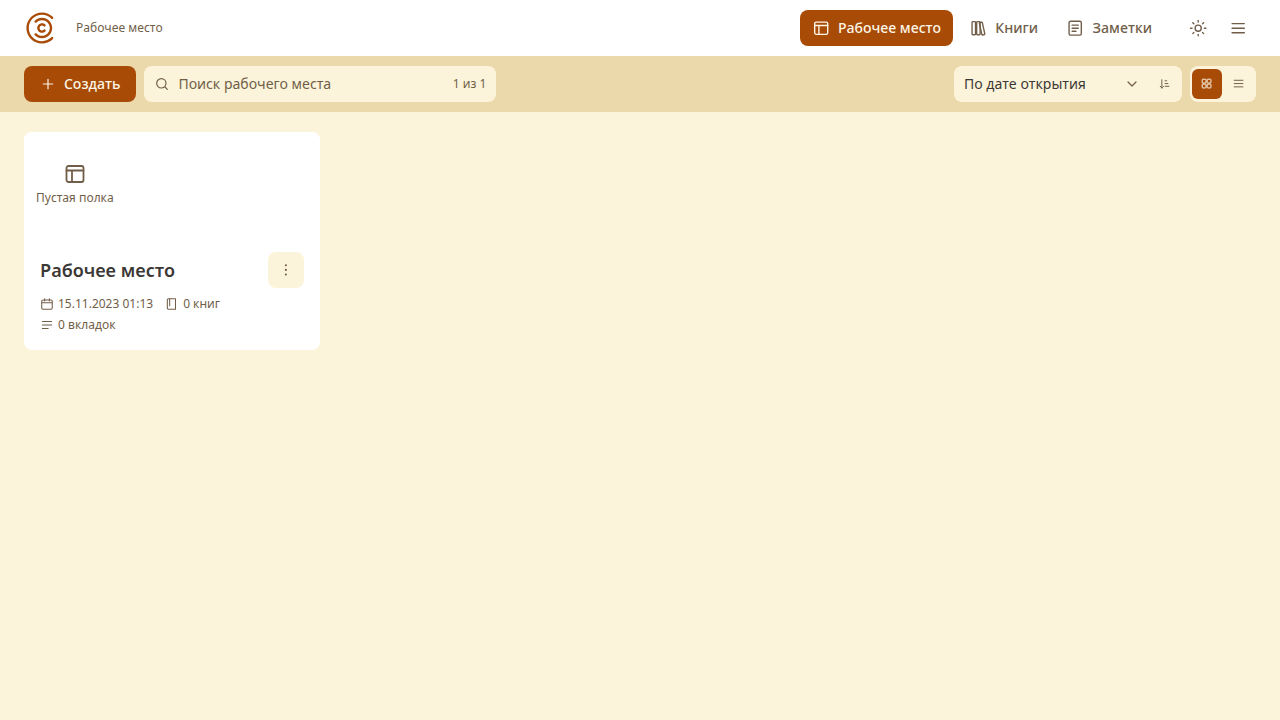 Рабочее место
Рабочее место
Книги
Заметки
Создать
Поиск рабочего места
1 из 1
По дате открытия
Пустая полка
Рабочее место
15.11.2023 01:13
0 книг
0 вкладок